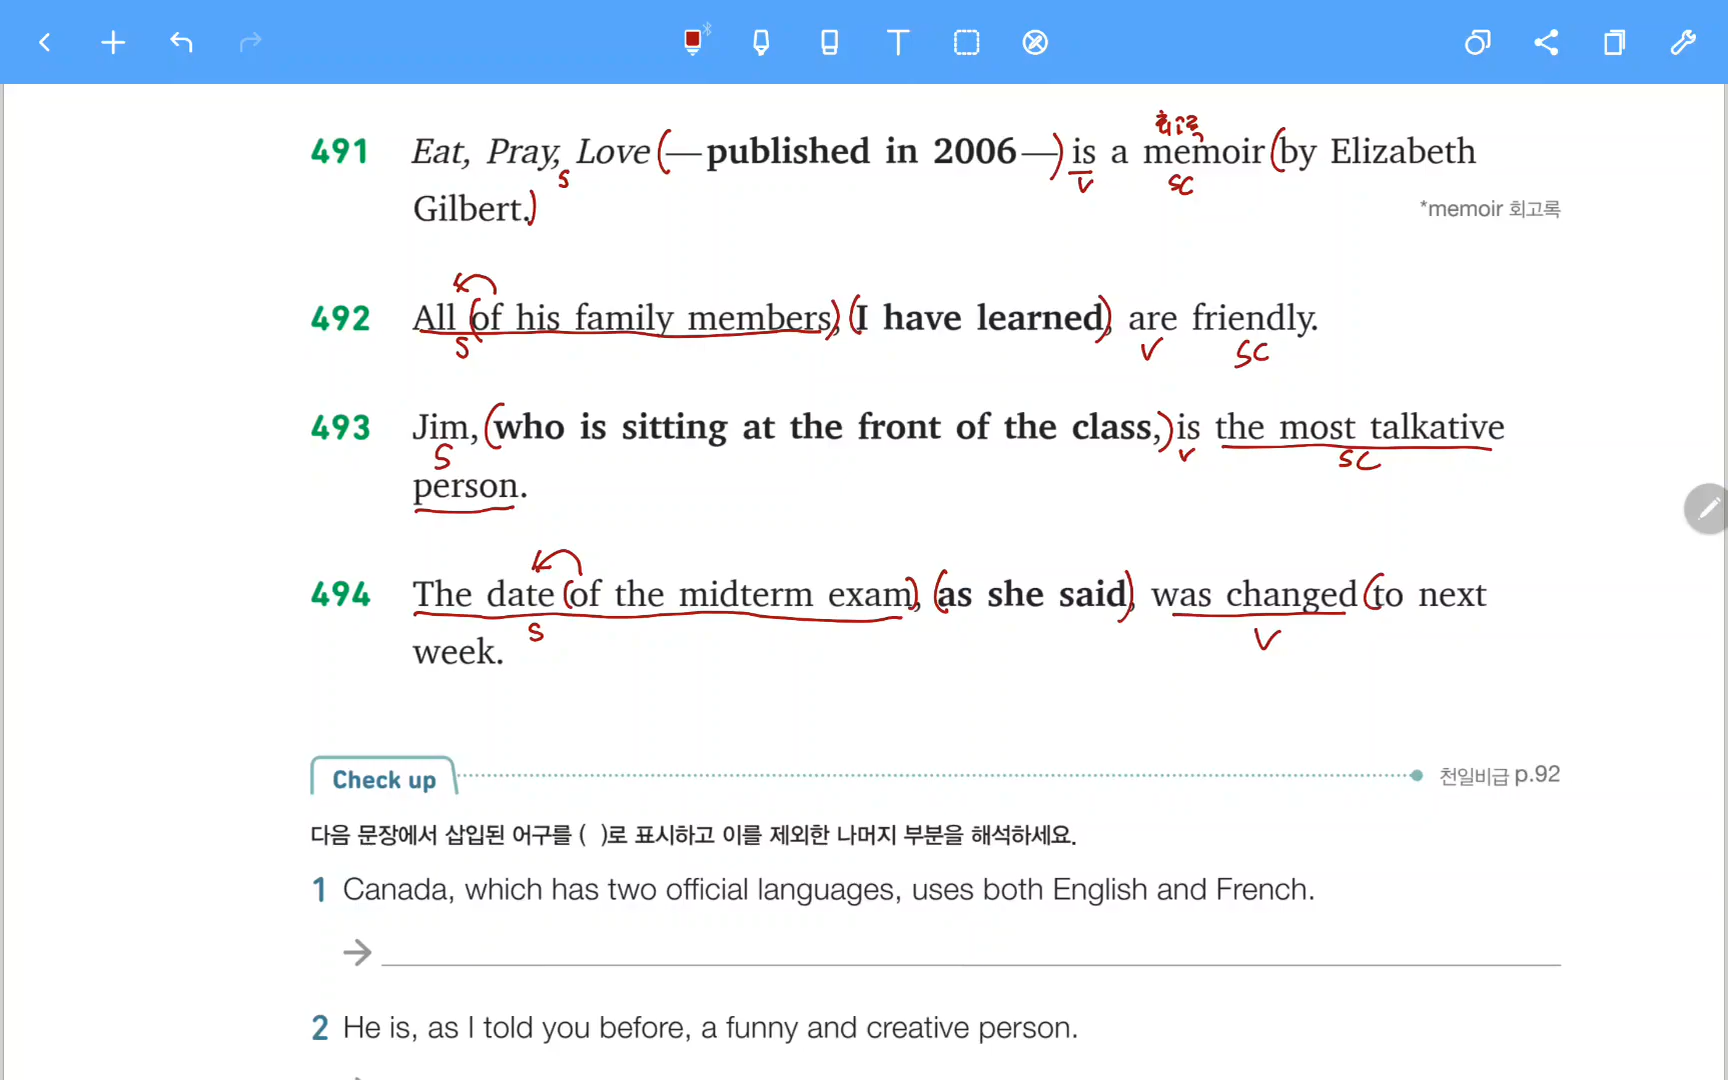 회고록
491 Eat, Pray, Love (—published in 2006—) is a memoir (by Elizabeth
S V SC
Gilbert.)
*memoir 회고록
492 All (of his family members), (I have learned), are friendly.
S V SC
493 Jim, (who is sitting at the front of the class,) is the most talkative
S V SC
person.
494 The date (of the midterm exam), (as she said), was changed (to next
S V
week.
Check up 천일비급 p.92
다음 문장에서 삽입된 어구를 ( )로 표시하고 이를 제외한 나머지 부분을 해석하세요.
1 Canada, which has two official languages, uses both English and French.
→
2 He is, as I told you before, a funny and creative person.